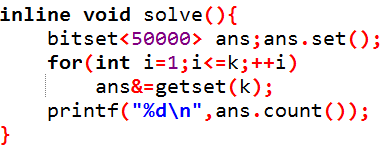 inline void solve(){
bitset<50000> ans;ans.set();
for(int i=1;i<=k;++i)
ans&=getset(k);
printf("%d\n",ans.count());
}